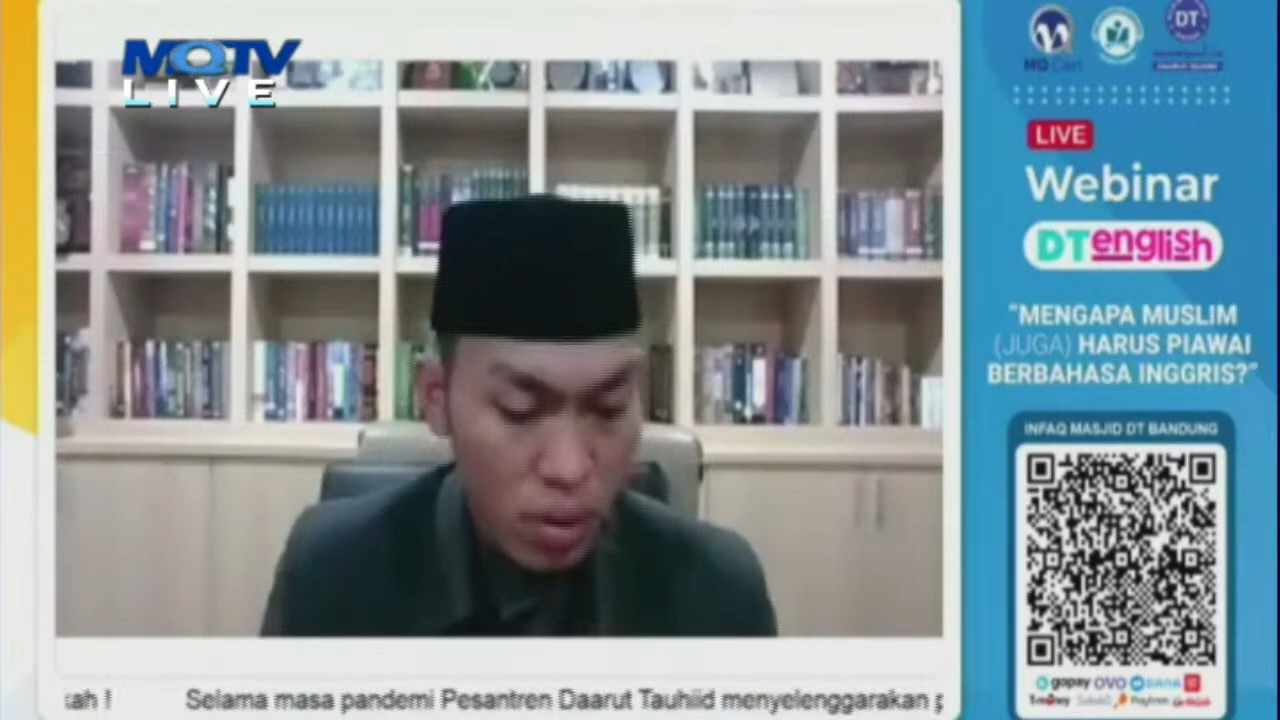 MQTV
LIVE
DT
LIVE
Webinar
DTenglish
"MENGAPA MUSLIM
(JUGA) HARUS PIAWAI
BERBAHASA INGGRIS?"
INFAQ MASJID DT BANDUNG
gopay OVO DANA
Selama masa pandemi Pesantren Daarut Tauhiid menyelenggarakan